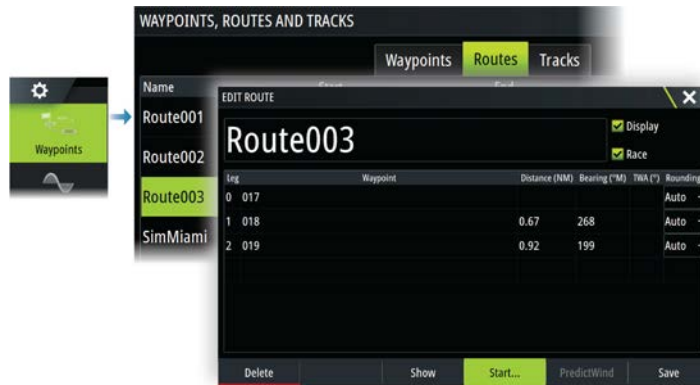 WAYPOINTS, ROUTES AND TRACKS
Waypoints Routes Tracks
Name
Waypoints
Route001
Route002
Route003
SimMiami
EDIT ROUTE
Route003
Display
Race
Leg Waypoint Distance (NM) Bearing (°M) TWA (°) Rounding
0 017 Auto
1 018 0.67 268 Auto
2 019 0.92 199 Auto
Delete Show Start... PredictWind Save